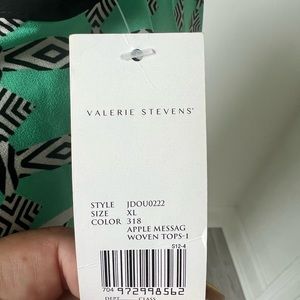 VALERIE STEVENS
STYLE JDOU0222
SIZE XL
COLOR 318
APPLE MESSAG
WOVEN TOPS-1
512-4
704 972998562
DEPT CLASS